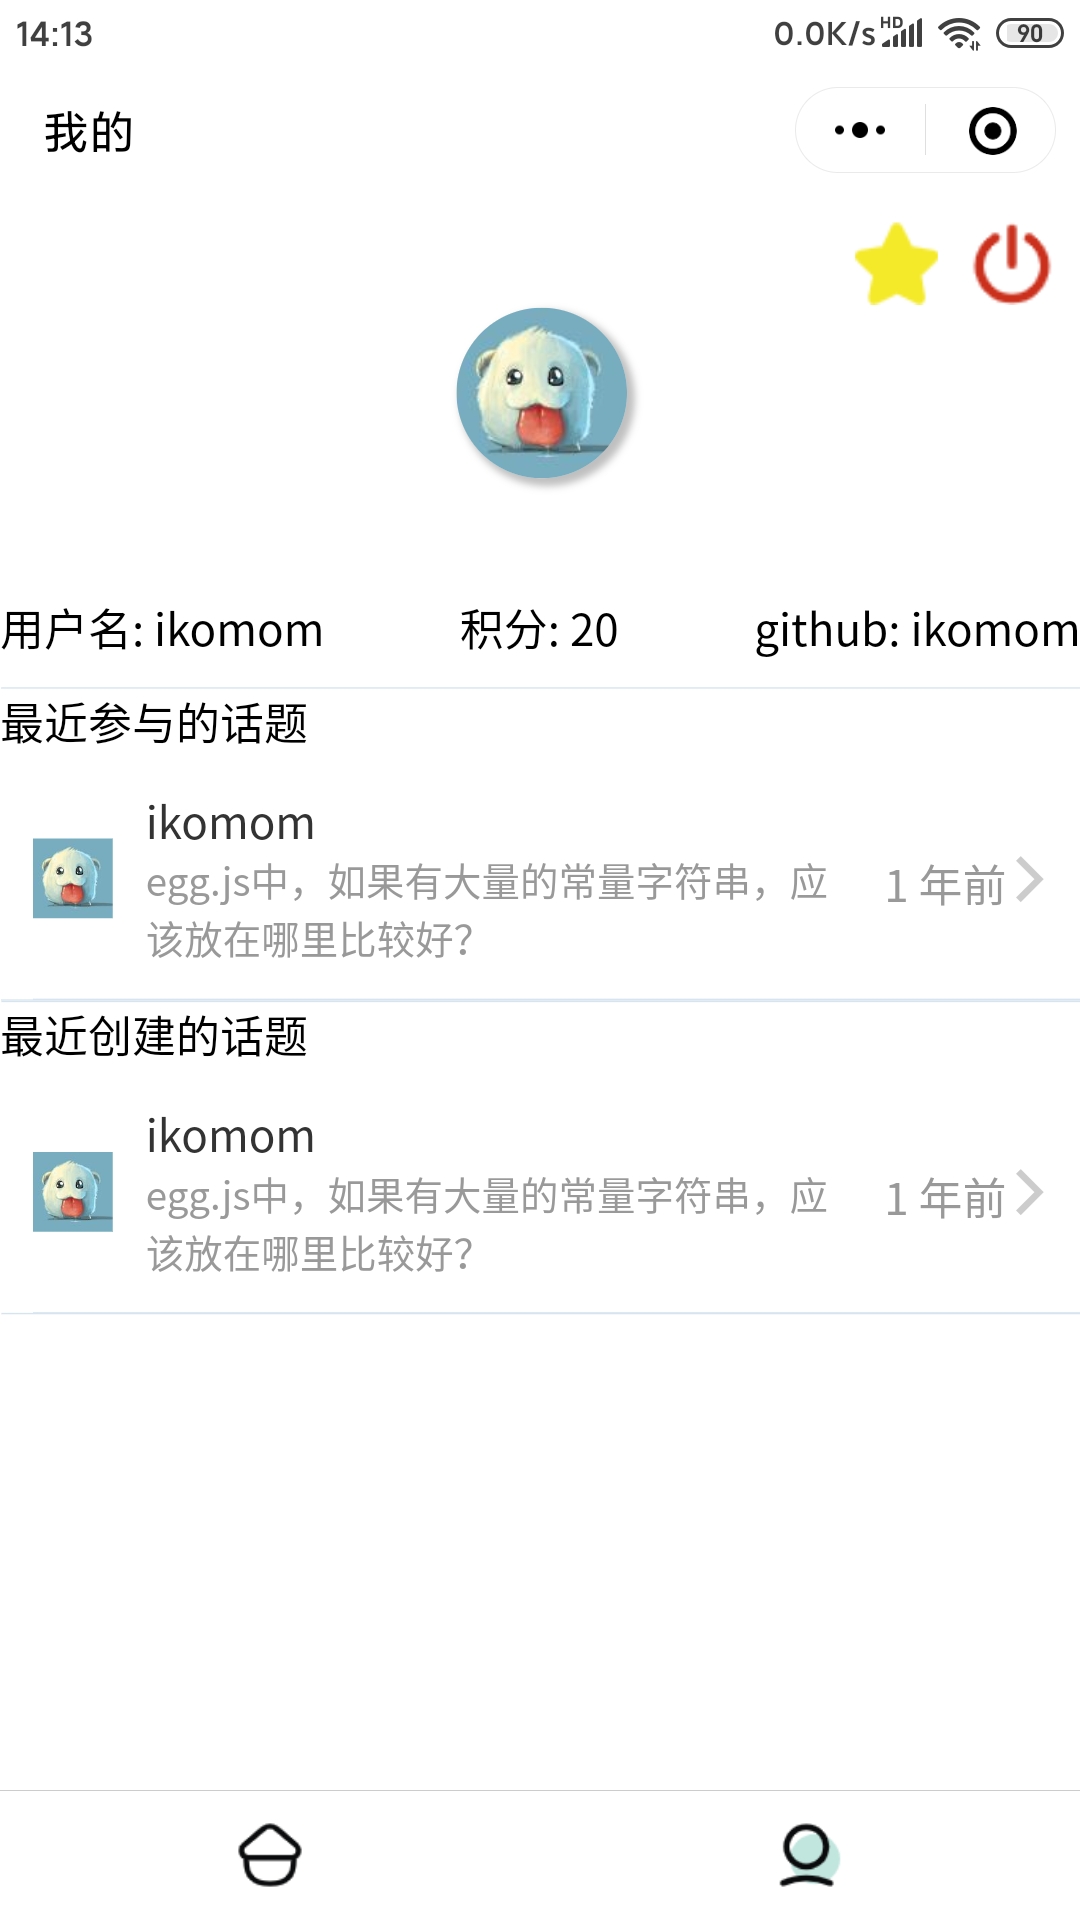 14:13
0.0K/s HD 90
我的
用户名: ikomom
积分: 20
github: ikomom
最近参与的话题
ikomom
egg.js中，如果有大量的常量字符串，应
该放在哪里比较好？
1 年前
最近创建的话题
ikomom
egg.js中，如果有大量的常量字符串，应
该放在哪里比较好？
1 年前